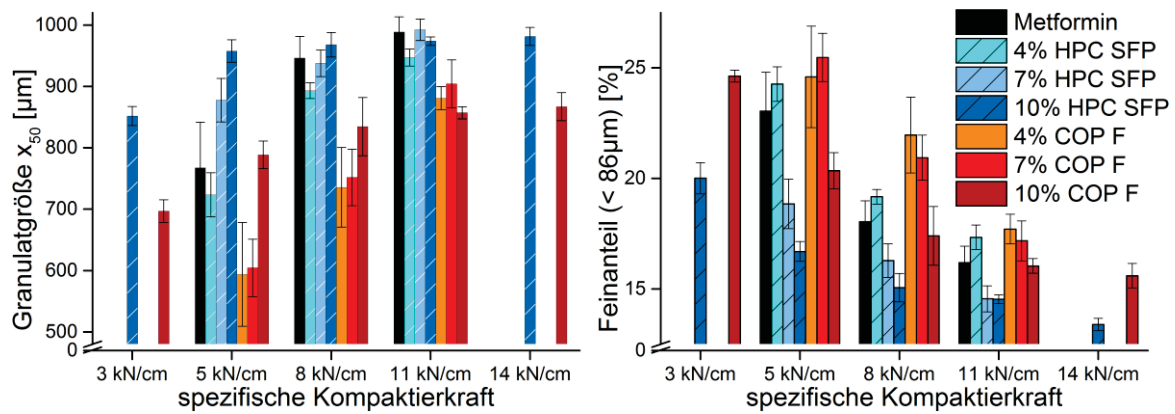 Granulatgröße x50 [µm]
1000
900
800
700
600
500
0
3 kN/cm 5 kN/cm 8 kN/cm 11 kN/cm 14 kN/cm
spezifische Kompaktierkraft
Feinanteil (< 86µm) [%]
25
20
15
0
3 kN/cm 5 kN/cm 8 kN/cm 11 kN/cm 14 kN/cm
spezifische Kompaktierkraft
Metformin
4% HPC SFP
7% HPC SFP
10% HPC SFP
4% COP F
7% COP F
10% COP F